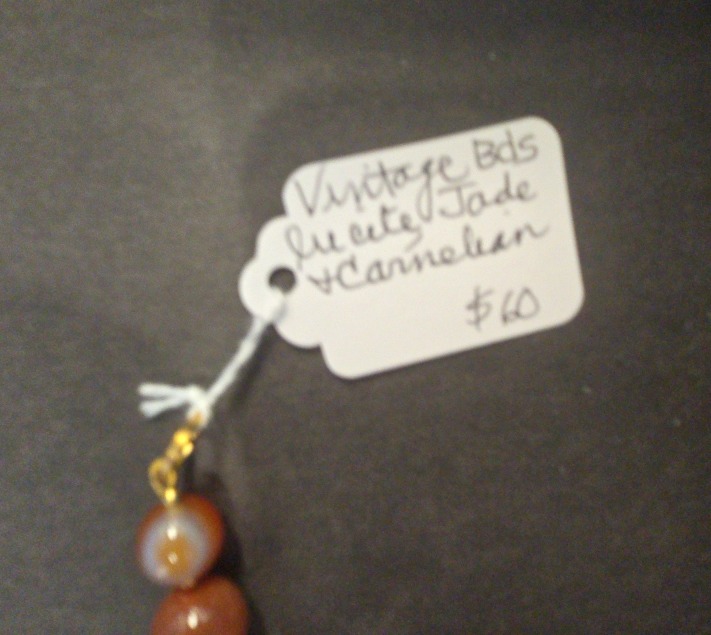 Vintage Bds
lucite, Jade
+ Carnelian
$60